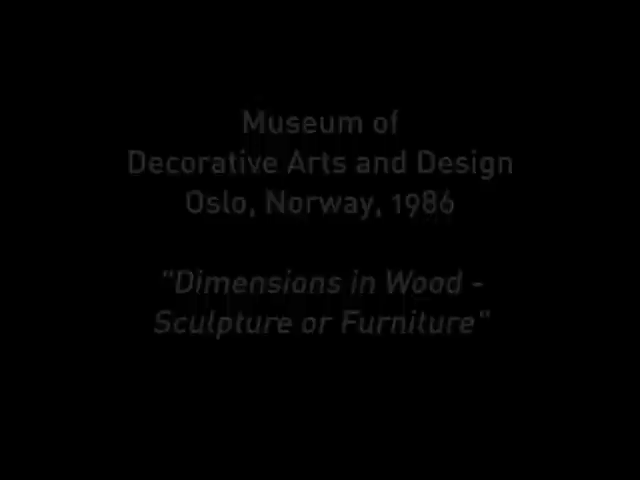 Museum of
Decorative Arts and Design
Oslo, Norway, 1986
"Dimensions in Wood -
Sculpture or Furniture"